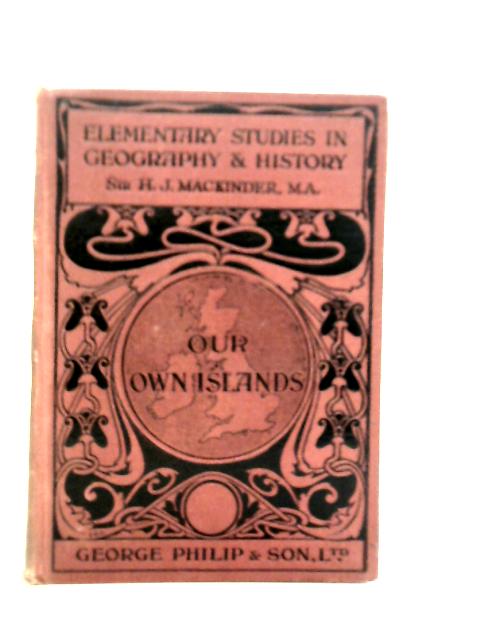 ELEMENTARY STUDIES IN
GEOGRAPHY & HISTORY
SIR H. J. MACKINDER, M.A.
OUR
OWN ISLANDS
GEORGE PHILIP & SON, LTD